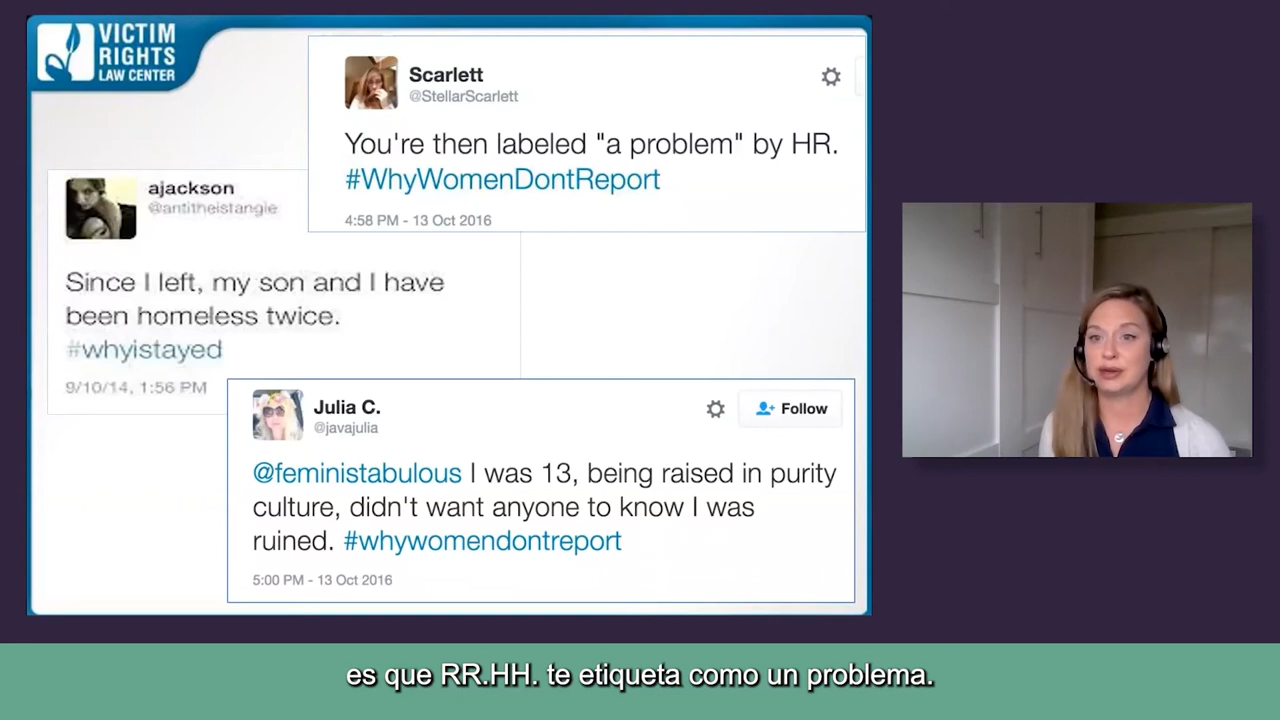 VICTIM
RIGHTS
LAW CENTER
Scarlett
@StellarScarlett
You're then labeled "a problem" by HR.
#WhyWomenDontReport
4:58 PM - 13 Oct 2016
ajackson
@antitheistangie
Since I left, my son and I have
been homeless twice.
#whyistayed
9/10/14, 1:56 PM
Julia C.
@javajulia
Follow
@feministabulous I was 13, being raised in purity
culture, didn't want anyone to know I was
ruined. #whywomendontreport
5:00 PM - 13 Oct 2016
es que RR.HH. te etiqueta como un problema.